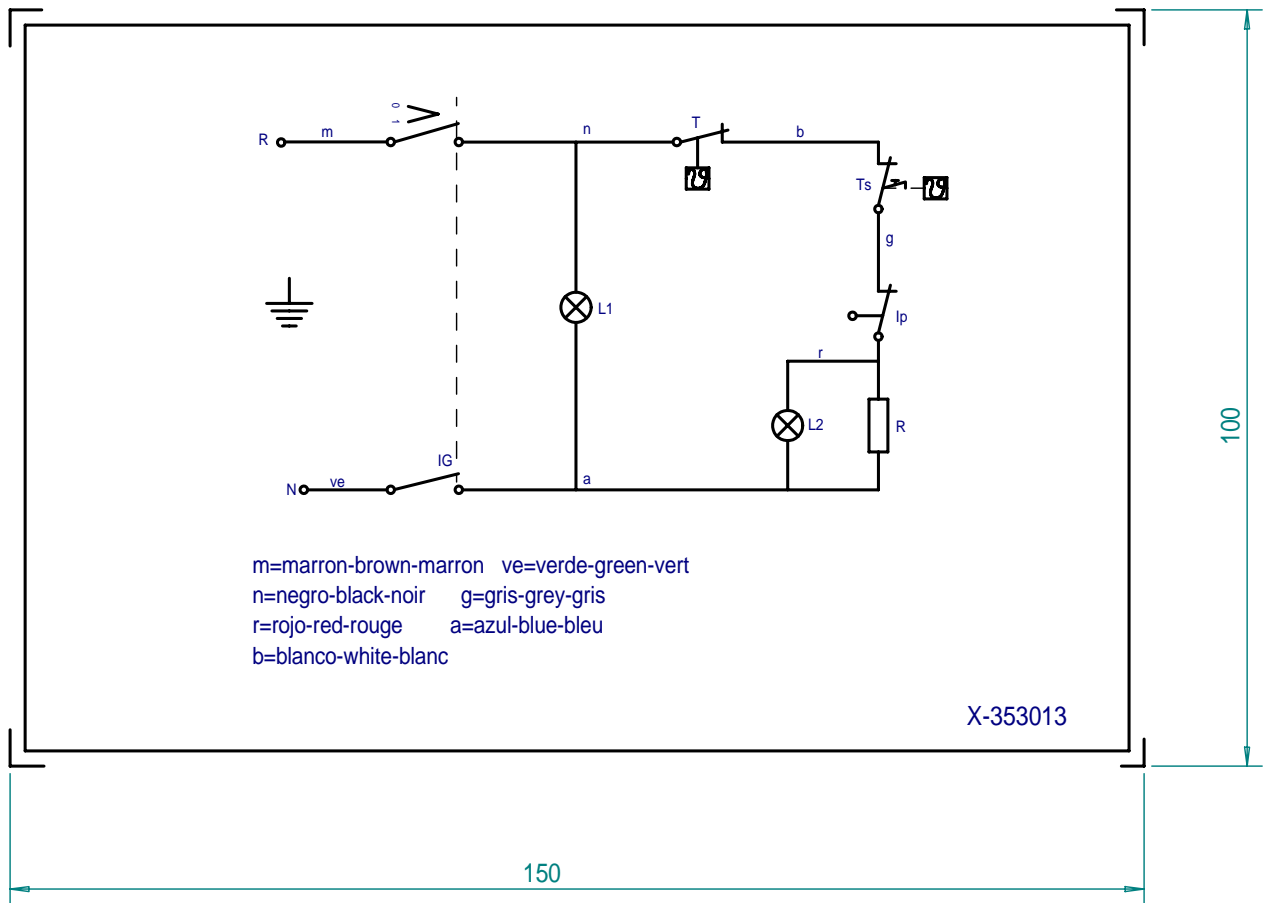 0 1
R m n T b
Ts
g
L1
Ip
r
L2 R
IG
N ve a
m=marron-brown-marron ve=verde-green-vert
n=negro-black-noir g=gris-grey-gris
r=rojo-red-rouge a=azul-blue-bleu
b=blanco-white-blanc
X-353013
100
150